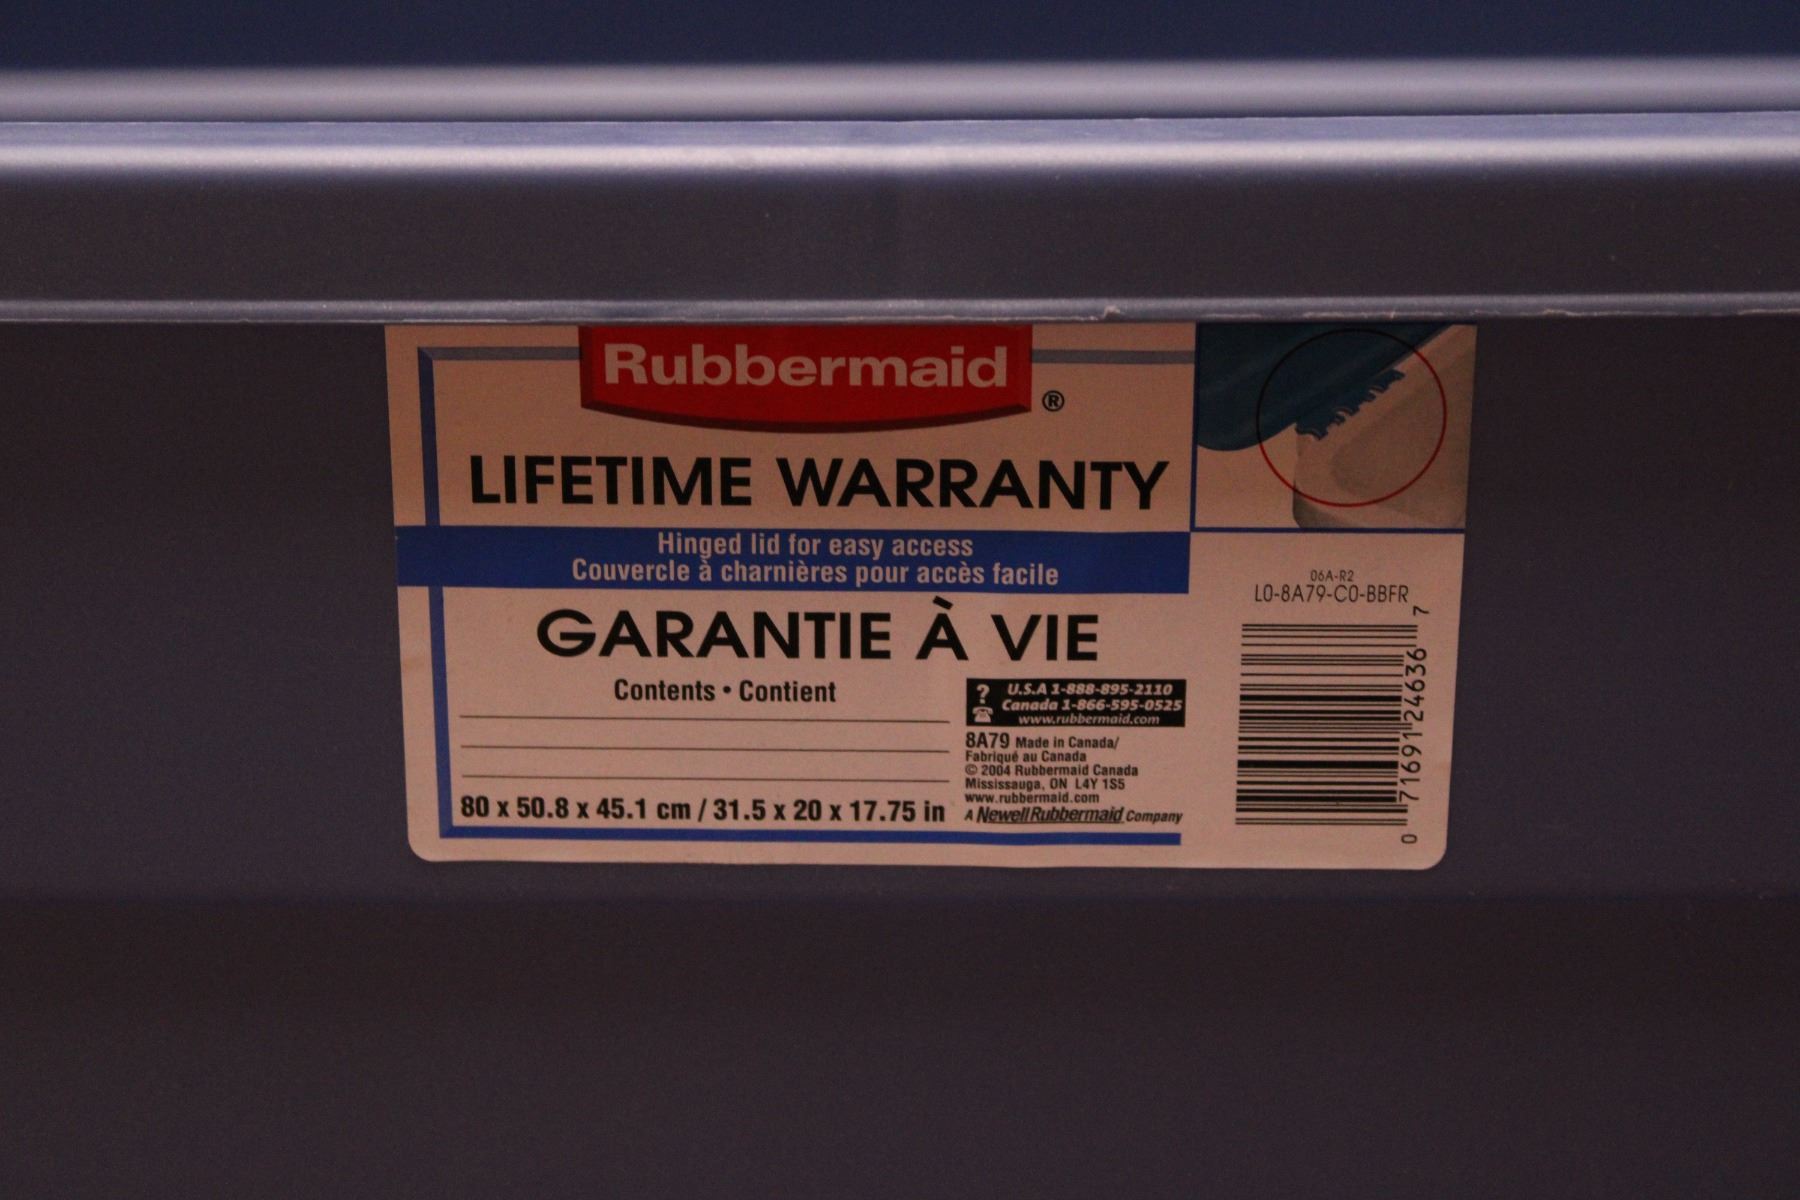 Rubbermaid
®
LIFETIME WARRANTY
Hinged lid for easy access
Couvercle à charnières pour accès facile
GARANTIE À VIE
Contents • Contient
80 x 50.8 x 45.1 cm / 31.5 x 20 x 17.75 in
?
U.S.A 1-888-895-2110
Canada 1-866-595-0525
www.rubbermaid.com
8A79 Made in Canada/
Fabriqué au Canada
© 2004 Rubbermaid Canada
Mississauga, ON L4Y 1S5
www.rubbermaid.com
A Newell Rubbermaid Company
06A-R2
L0-8A79-C0-BBFR
0 71691 24636 7